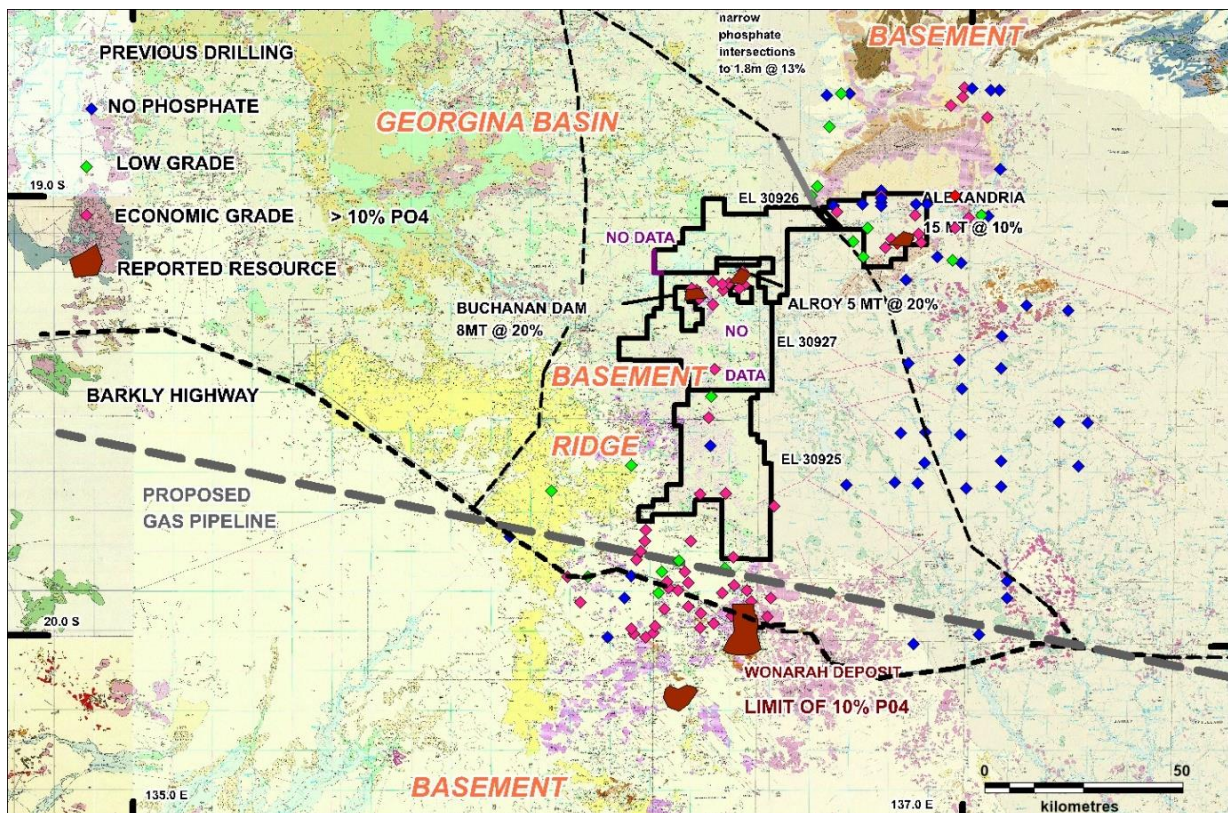 narrow
phosphate
intersections
to 1.8m @ 13%
BASEMENT
PREVIOUS DRILLING
NO PHOSPHATE
GEORGINA BASIN
LOW GRADE
19.0 S
ECONOMIC GRADE > 10% PO4
REPORTED RESOURCE
EL 30926
ALEXANDRIA
15 MT @ 10%
NO DATA
BUCHANAN DAM
8MT @ 20%
ALROY 5 MT @ 20%
NO
DATA
EL 30927
BASEMENT
RIDGE
BARKLY HIGHWAY
EL 30925
PROPOSED
GAS PIPELINE
20.0 S
WONARAH DEPOSIT
LIMIT OF 10% P04
BASEMENT
135.0 E
137.0 E
0 50
kilometres